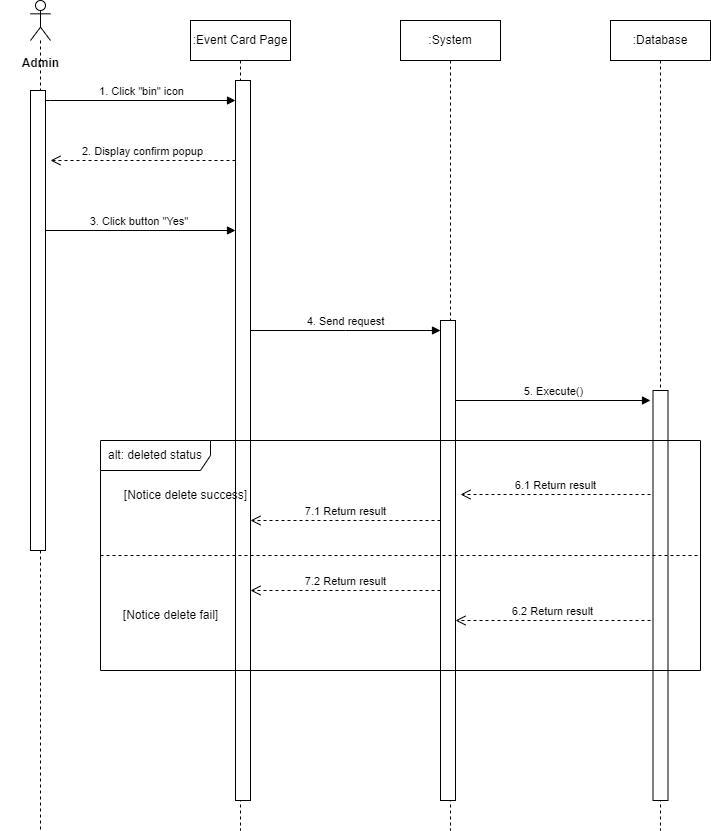 :Event Card Page
:System
:Database
Admin
1. Click "bin" icon
2. Display confirm popup
3. Click button "Yes"
4. Send request
5. Execute()
alt: deleted status
6.1 Return result
[Notice delete success]
7.1 Return result
7.2 Return result
6.2 Return result
[Notice delete fail]